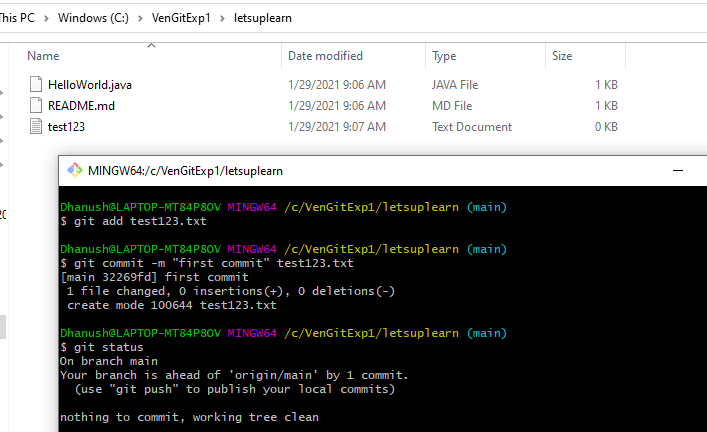 This PC > Windows (C:) > VenGitExp1 > letsuplearn
Name Date modified Type Size
HelloWorld.java 1/29/2021 9:06 AM JAVA File 1 KB
README.md 1/29/2021 9:06 AM MD File 1 KB
test123 1/29/2021 9:07 AM Text Document 0 KB
MINGW64:/c/VenGitExp1/letsuplearn
Dhanush@LAPTOP-MT84P8OV MINGW64 /c/VenGitExp1/letsuplearn (main)
$ git add test123.txt
Dhanush@LAPTOP-MT84P8OV MINGW64 /c/VenGitExp1/letsuplearn (main)
$ git commit -m "first commit" test123.txt
[main 32269fd] first commit
1 file changed, 0 insertions(+), 0 deletions(-)
create mode 100644 test123.txt
Dhanush@LAPTOP-MT84P8OV MINGW64 /c/VenGitExp1/letsuplearn (main)
$ git status
On branch main
Your branch is ahead of 'origin/main' by 1 commit.
(use "git push" to publish your local commits)
nothing to commit, working tree clean